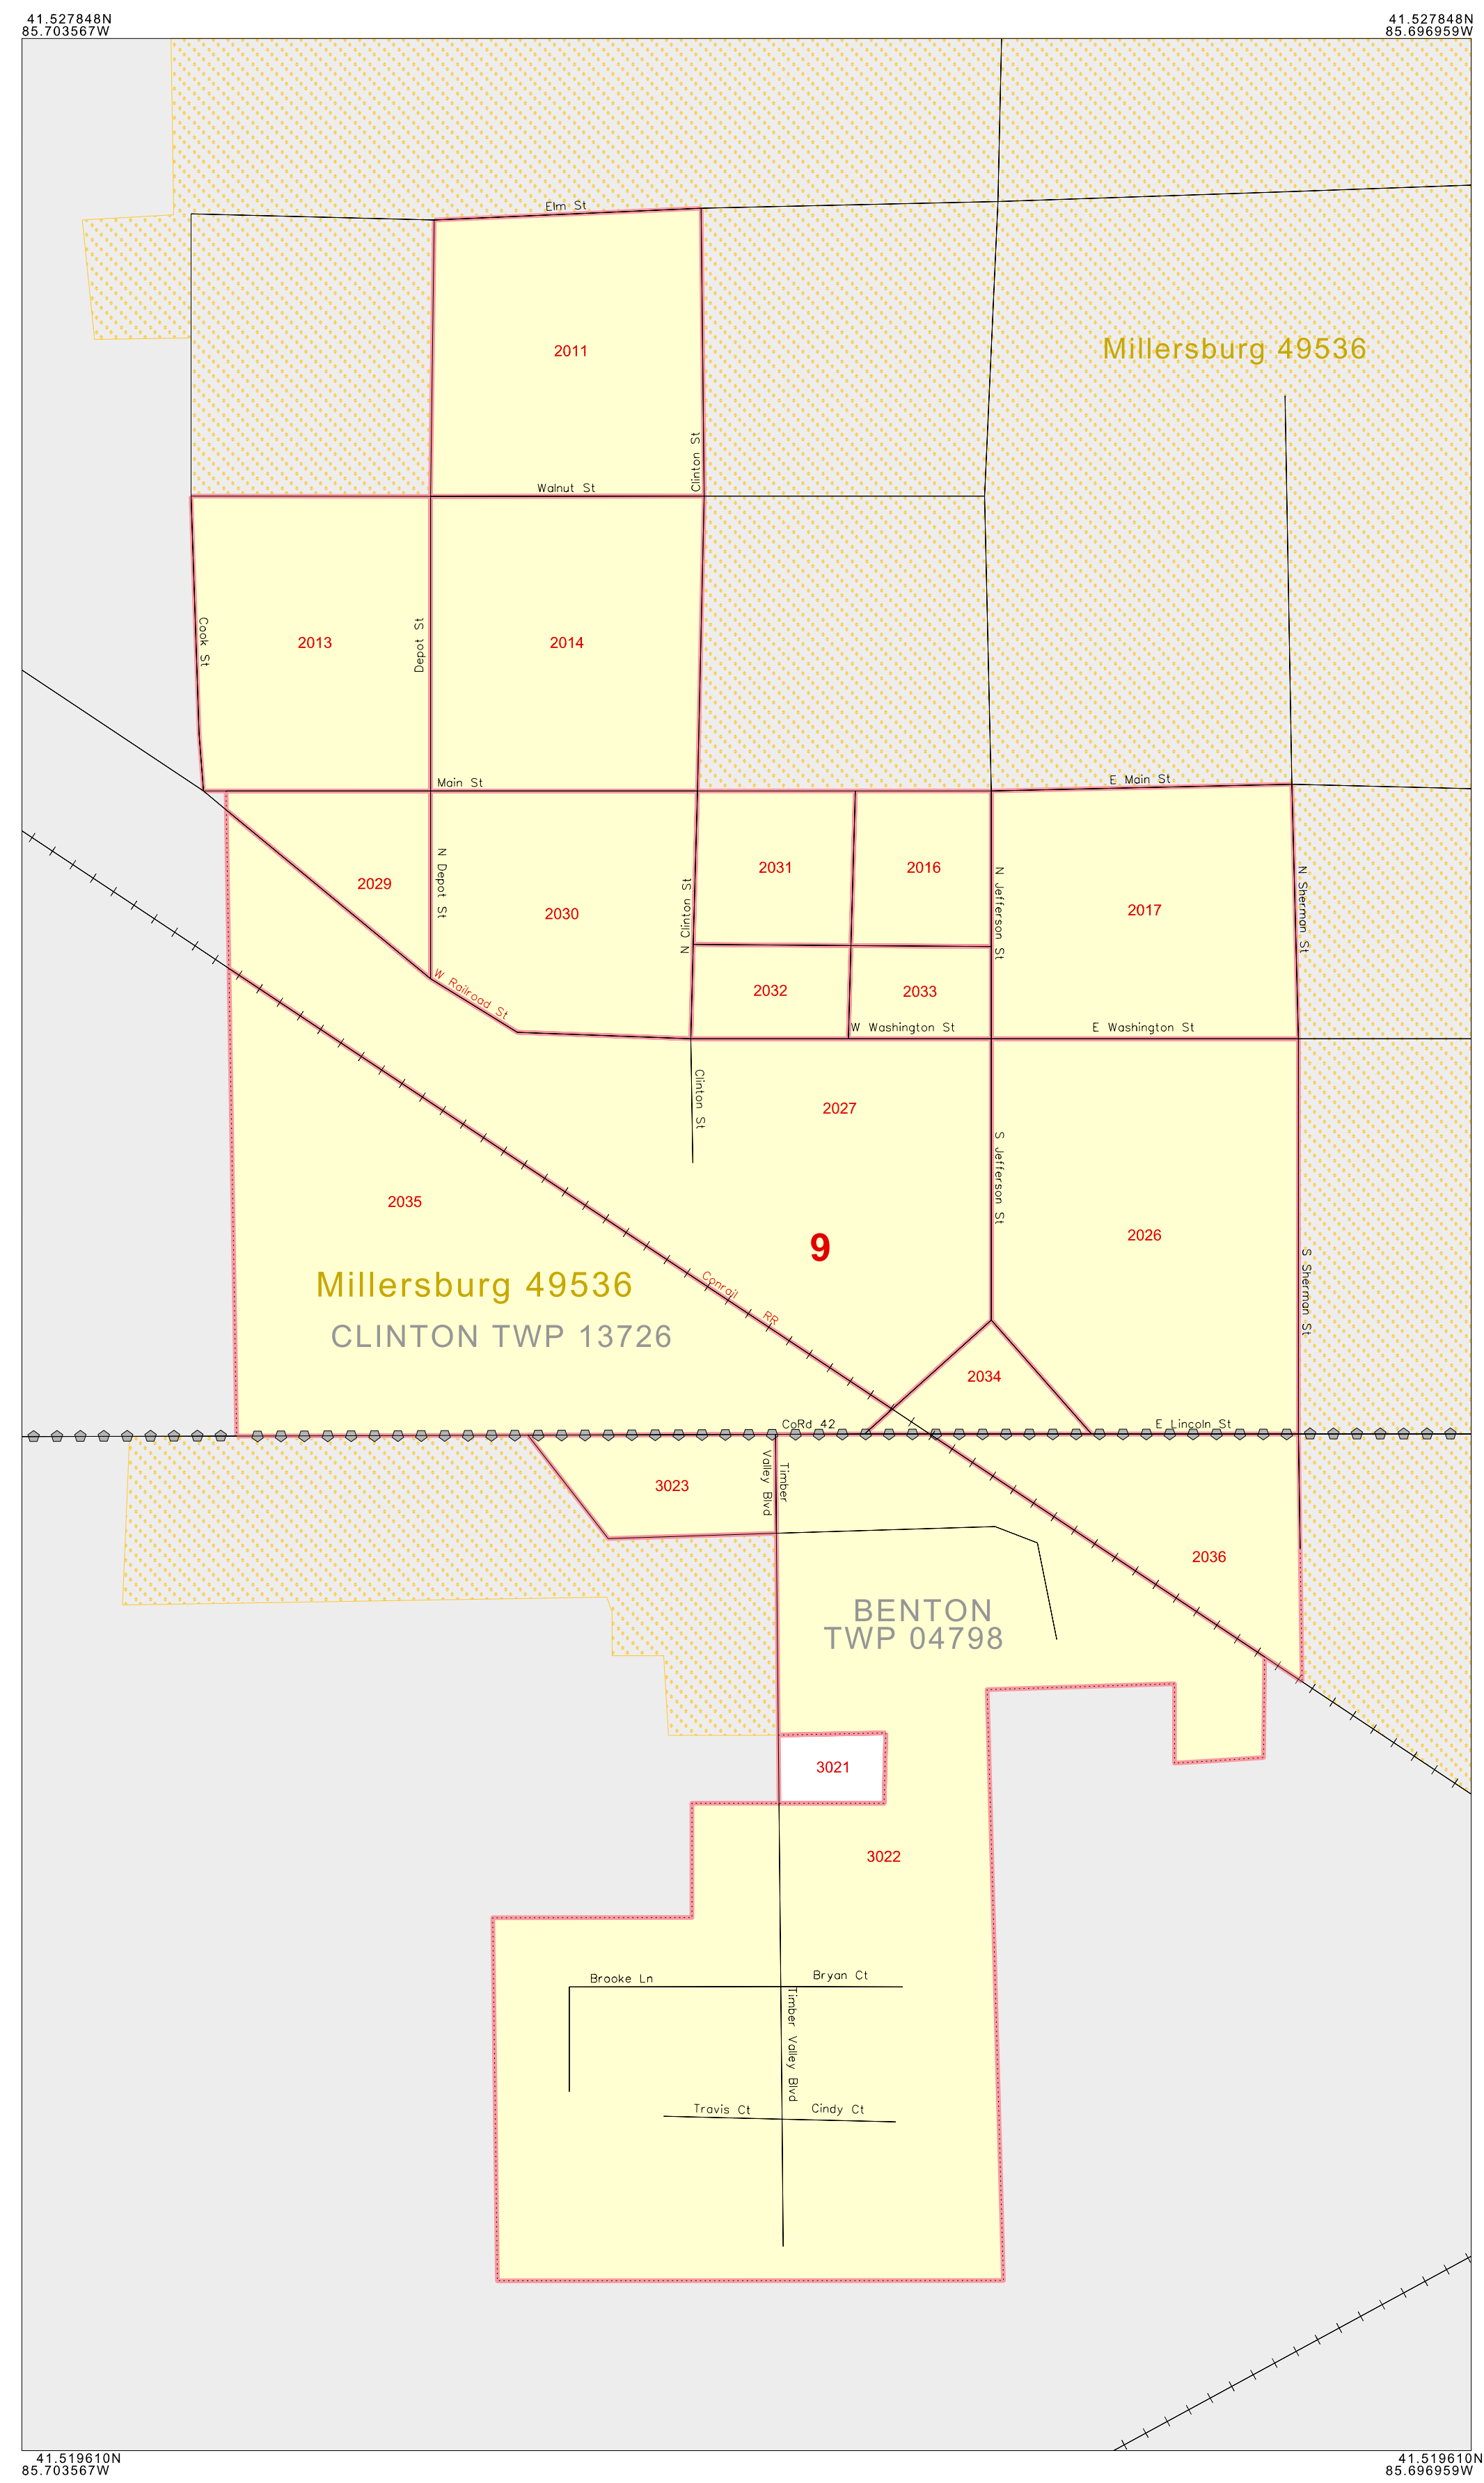 41.527848N
85.703567W
41.527848N
85.696959W
Elm St
2011
Millersburg 49536
Clinton St
Walnut St
Cook St
2013
Depot St
2014
Main St
E Main St
2029
N Depot St
2030
N Clinton St
2031
2016
N Jefferson St
2017
N Sherman St
W Railroad St
2032
2033
W Washington St
E Washington St
Clinton St
2027
S Jefferson St
2035
9
2026
Millersburg 49536
CLINTON TWP 13726
Conrail RR
S Sherman St
2034
CoRd 42
E Lincoln St
3023
Timber
Valley Blvd
2036
BENTON
TWP 04798
3021
3022
Brooke Ln
Bryan Ct
Timber Valley Blvd
Travis Ct
Cindy Ct
41.519610N
85.703567W
41.519610N
85.696959W